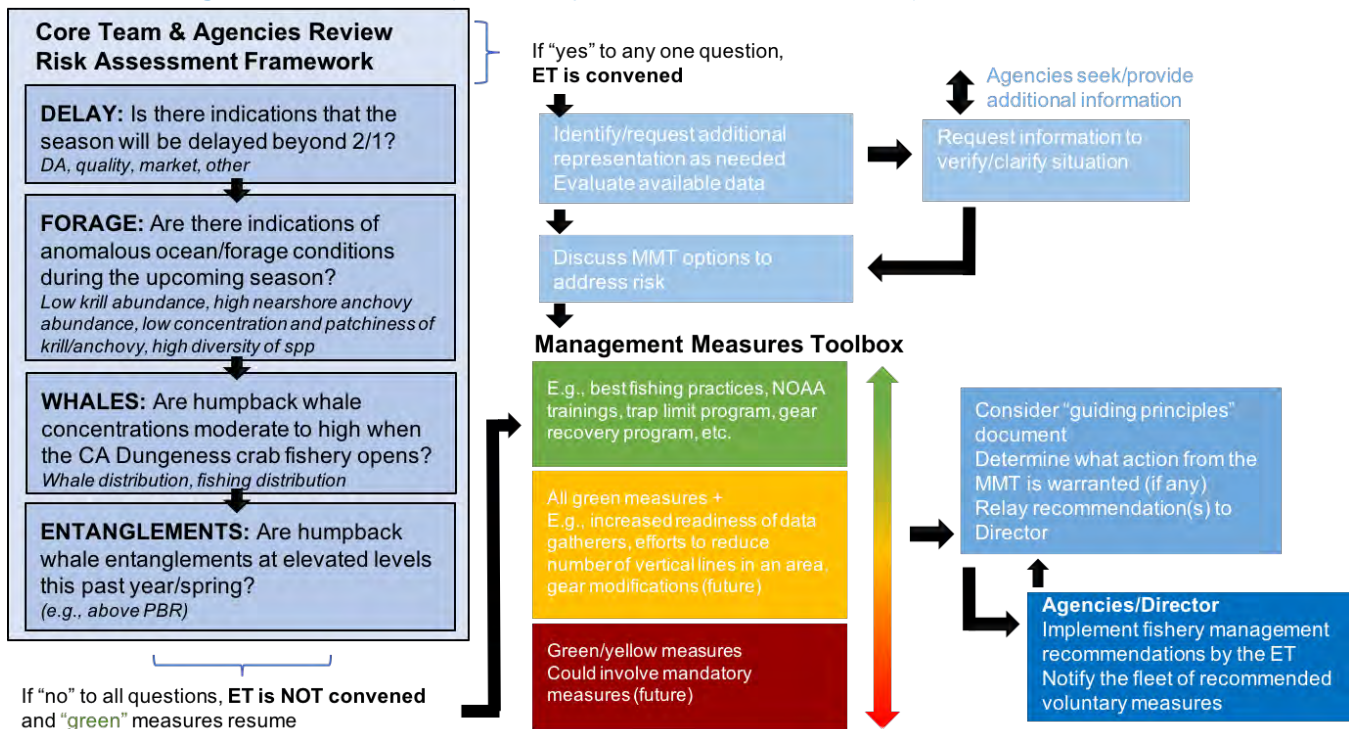 Core Team & Agencies Review
Risk Assessment Framework
DELAY: Is there indications that the
season will be delayed beyond 2/1?
DA, quality, market, other
FORAGE: Are there indications of
anomalous ocean/forage conditions
during the upcoming season?
Low krill abundance, high nearshore anchovy
abundance, low concentration and patchiness of
krill/anchovy, high diversity of spp
WHALES: Are humpback whale
concentrations moderate to high when
the CA Dungeness crab fishery opens?
Whale distribution, fishing distribution
ENTANGLEMENTS: Are humpback
whale entanglements at elevated levels
this past year/spring?
(e.g., above PBR)
If “no” to all questions, ET is NOT convened
and “green” measures resume
If “yes” to any one question,
ET is convened
Identify/request additional
representation as needed
Evaluate available data
Agencies seek/provide
additional information
Request information to
verify/clarify situation
Discuss MMT options to
address risk
Management Measures Toolbox
E.g., best fishing practices, NOAA
trainings, trap limit program, gear
recovery program, etc.
All green measures +
E.g., increased readiness of data
gatherers, efforts to reduce
number of vertical lines in an area,
gear modifications (future)
Green/yellow measures
Could involve mandatory
measures (future)
Consider “guiding principles”
document
Determine what action from the
MMT is warranted (if any)
Relay recommendation(s) to
Director
Agencies/Director
Implement fishery management
recommendations by the ET
Notify the fleet of recommended
voluntary measures